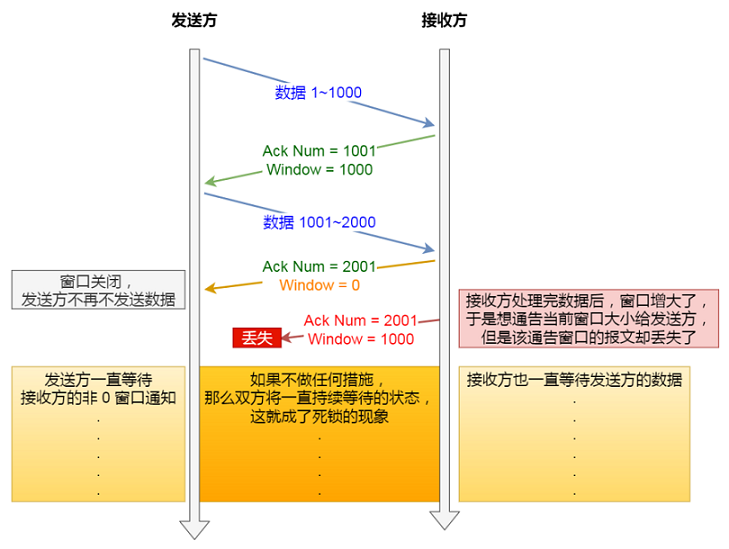 发送方
接收方
数据 1~1000
Ack Num = 1001
Window = 1000
数据 1001~2000
Ack Num = 2001
Window = 0
窗口关闭，
发送方不再不发送数据
接收方处理完数据后，窗口增大了，
于是想通告当前窗口大小给发送方，
但是该通告窗口的报文却丢失了
Ack Num = 2001
Window = 1000
丢失
发送方一直等待
接收方的非 0 窗口通知
.
.
.
.
.
如果不做任何措施，
那么双方将一直持续等待的状态，
这就成了死锁的现象
.
.
.
.
接收方也一直等待发送方的数据
.
.
.
.
.